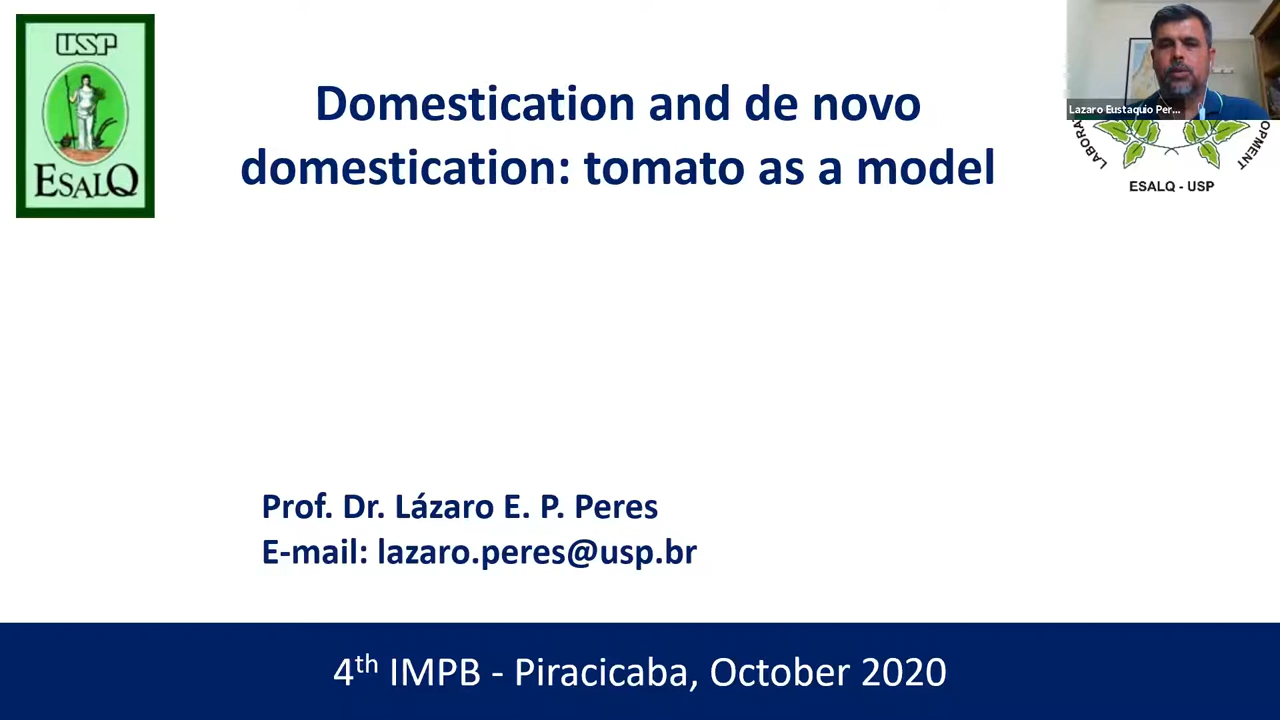 USP
ESALQ
Domestication and de novo
domestication: tomato as a model
Lazaro Eustaquio Per...
ESALQ - USP
Prof. Dr. Lázaro E. P. Peres
E-mail: lazaro.peres@usp.br
4th IMPB - Piracicaba, October 2020